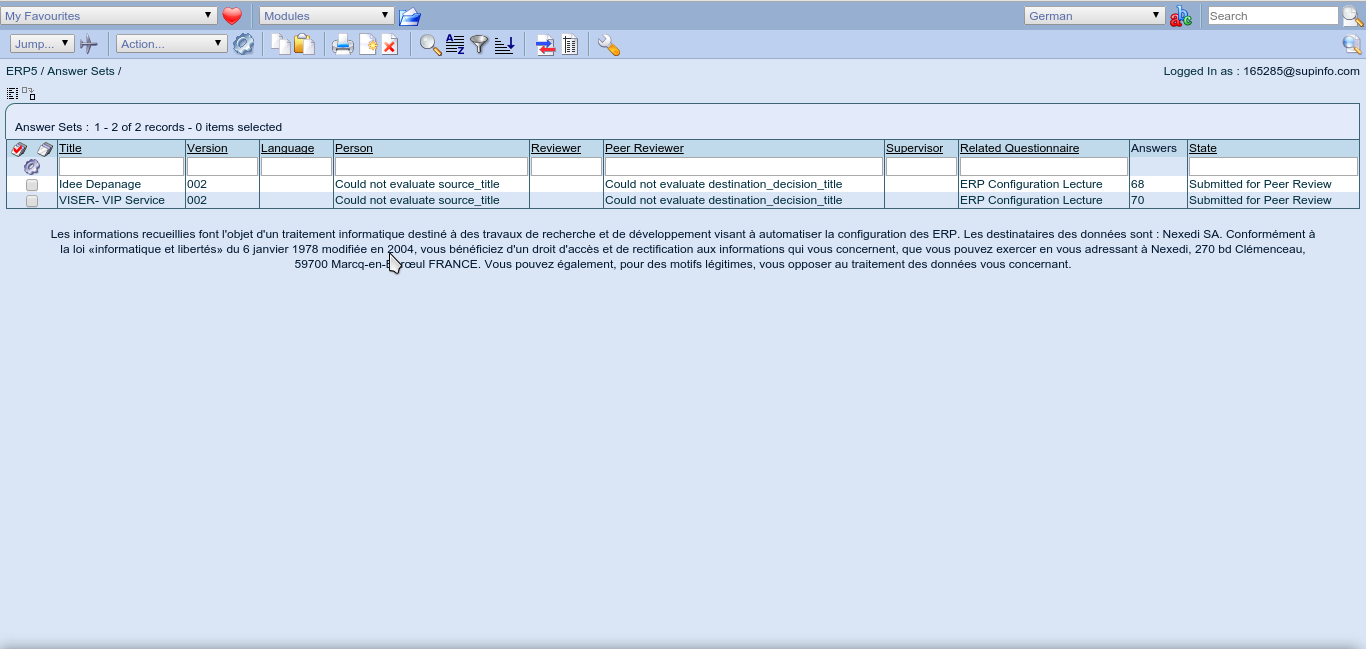 My Favourites Modules German Search
Jump... Action...
ERP5 / Answer Sets / Logged In as : 165285@supinfo.com
Answer Sets : 1 - 2 of 2 records - 0 items selected
Title Version Language Person Reviewer Peer Reviewer Supervisor Related Questionnaire Answers State
Idee Depanage 002 Could not evaluate source_title Could not evaluate destination_decision_title ERP Configuration Lecture 68 Submitted for Peer Review
VISER- VIP Service 002 Could not evaluate source_title Could not evaluate destination_decision_title ERP Configuration Lecture 70 Submitted for Peer Review
Les informations recueillies font l'objet d'un traitement informatique destiné à des travaux de recherche et de développement visant à automatiser la configuration des ERP. Les destinataires des données sont : Nexedi SA. Conformément à
la loi «informatique et libertés» du 6 janvier 1978 modifiée en 2004, vous bénéficiez d'un droit d'accès et de rectification aux informations qui vous concernent, que vous pouvez exercer en vous adressant à Nexedi, 270 bd Clémenceau,
59700 FRANCE. Vous pouvez également, pour des motifs légitimes, vous opposer au traitement des données vous concernant.